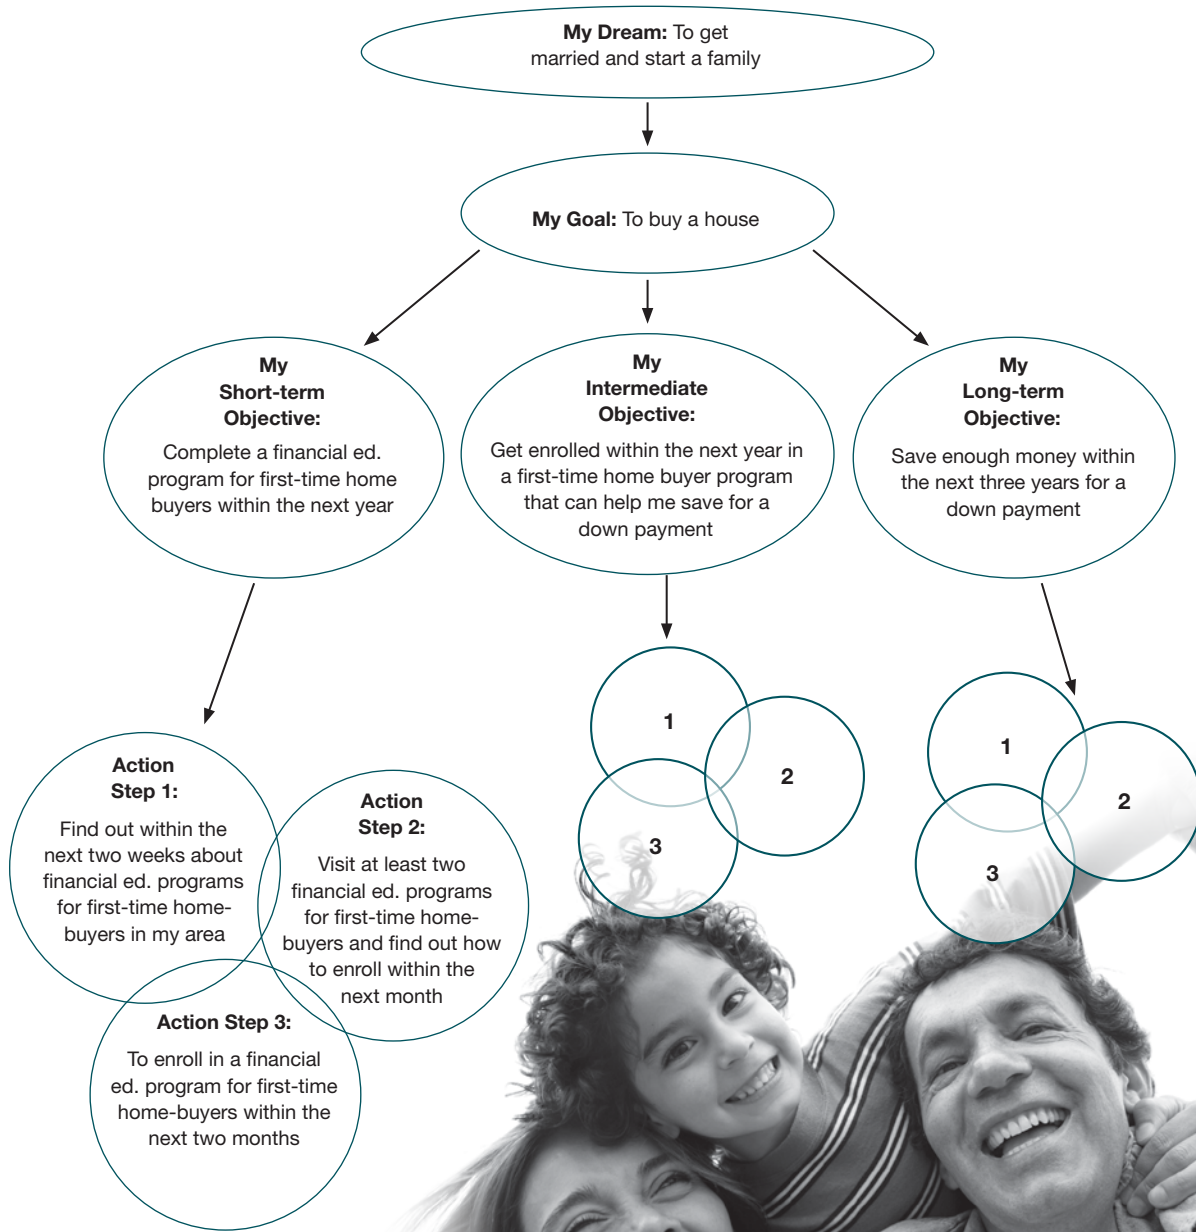 My Dream: To get
married and start a family
My Goal: To buy a house
My
Short-term
Objective:
Complete a financial ed.
program for first-time home
buyers within the next year
My
Intermediate
Objective:
Get enrolled within the next year in
a first-time home buyer program
that can help me save for a
down payment
My
Long-term
Objective:
Save enough money within
the next three years for a
down payment
Action
Step 1:
Find out within the
next two weeks about
financial ed. programs
for first-time home-
buyers in my area
Action
Step 2:
Visit at least two
financial ed. programs
for first-time home-
buyers and find out how
to enroll within the
next month
Action Step 3:
To enroll in a financial
ed. program for first-time
home-buyers within the
next two months
1
2
3
1
2
3